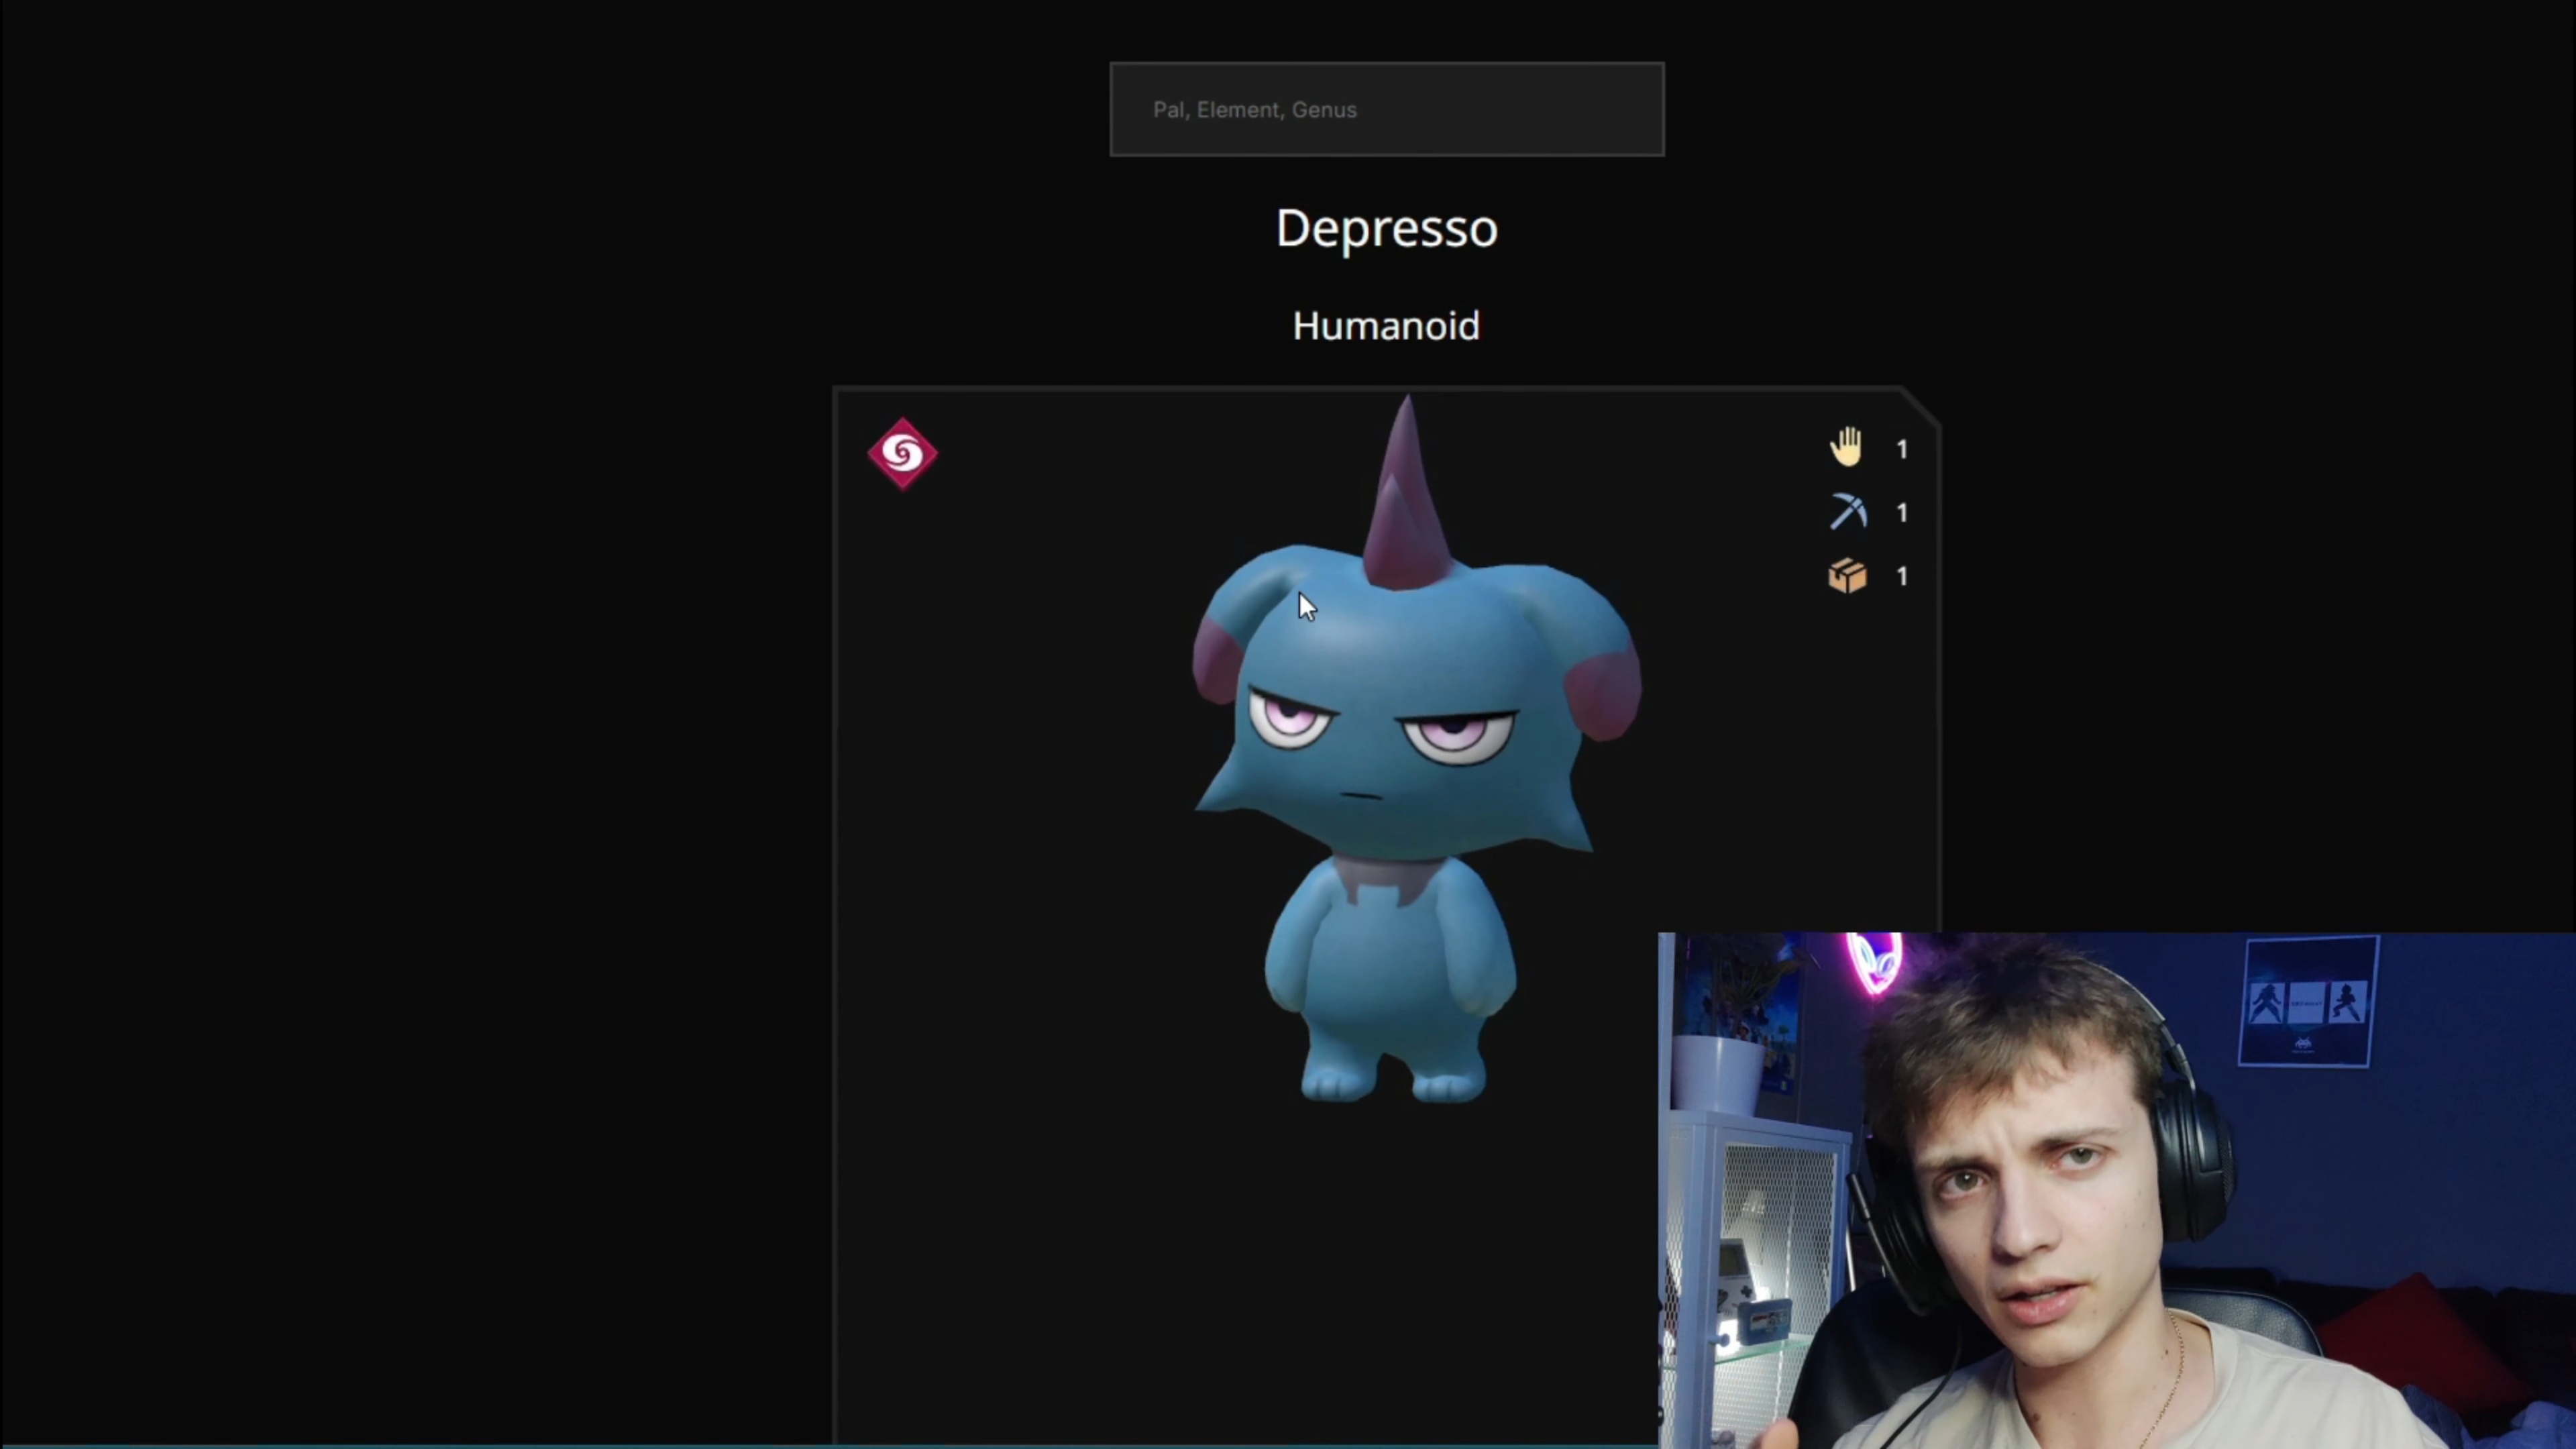 Pal, Element, Genus
Depresso
Humanoid
1
1
1